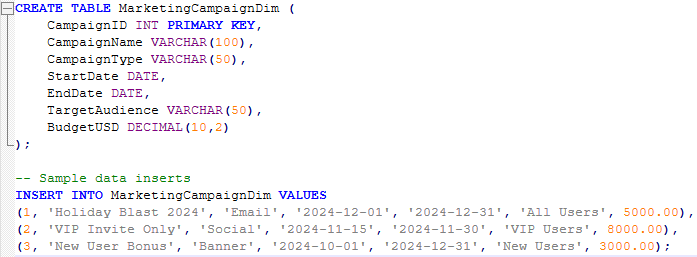 CREATE TABLE MarketingCampaignDim (
    CampaignID INT PRIMARY KEY,
    CampaignName VARCHAR(100),
    CampaignType VARCHAR(50),
    StartDate DATE,
    EndDate DATE,
    TargetAudience VARCHAR(50),
    BudgetUSD DECIMAL(10,2)
);

-- Sample data inserts
INSERT INTO MarketingCampaignDim VALUES
(1, 'Holiday Blast 2024', 'Email', '2024-12-01', '2024-12-31', 'All Users', 5000.00),
(2, 'VIP Invite Only', 'Social', '2024-11-15', '2024-11-30', 'VIP Users', 8000.00),
(3, 'New User Bonus', 'Banner', '2024-10-01', '2024-12-31', 'New Users', 3000.00);